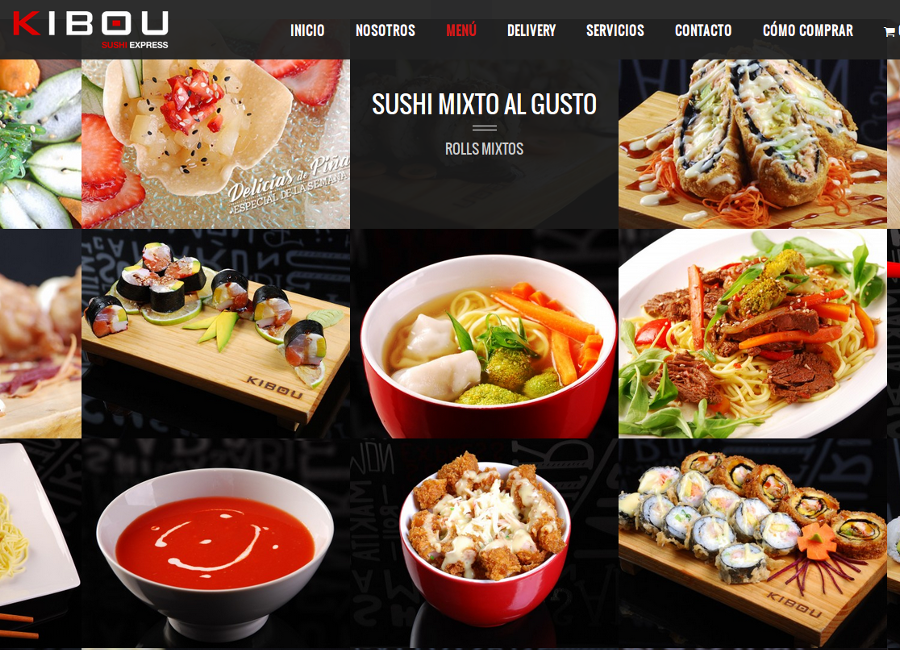 KIBOU
SUSHI EXPRESS
INICIO NOSOTROS MENÚ DELIVERY SERVICIOS CONTACTO CÓMO COMPRAR
SUSHI MIXTO AL GUSTO
ROLLS MIXTOS
Delicias de Piña
ESPECIAL DE LA SEMANA
KIBOU
KIBOU